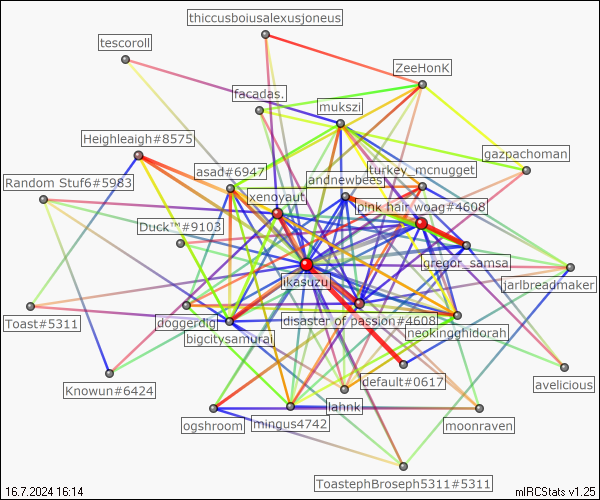 thiccusboiusalexusjoneus
tescoroll
ZeeHonK
facadas.
mukszi
Heighleaigh#8575
gazpachoman
asad#6947
turkey_mcnugget
Random Stuf6#5983
andnewbees
xenoyaut
pink hair woag#4608
Duck™#9103
gregor_samsa
ikasuzu
jarlbreadmaker
Toast#5311
doggerdig
disaster of passion#4608
neokingghidorah
bigcitysamurai
default#0617
Knowun#6424
avelicious
lahnk
ogshroom
mingus4742
moonraven
ToastephBroseph5311#5311
16.7.2024 16:14
mIRCStats v1.25